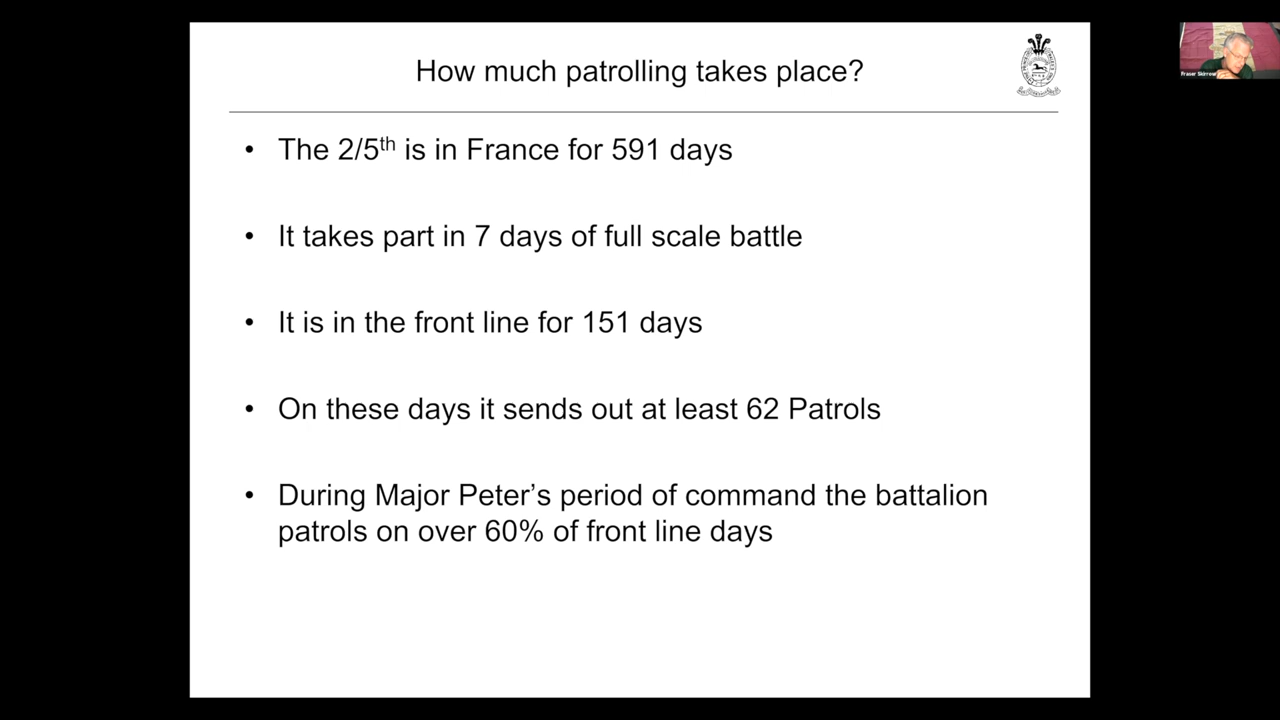 How much patrolling takes place?
• The 2/5th is in France for 591 days
• It takes part in 7 days of full scale battle
• It is in the front line for 151 days
• On these days it sends out at least 62 Patrols
• During Major Peter’s period of command the battalion
patrols on over 60% of front line days
Fraser Skirrow